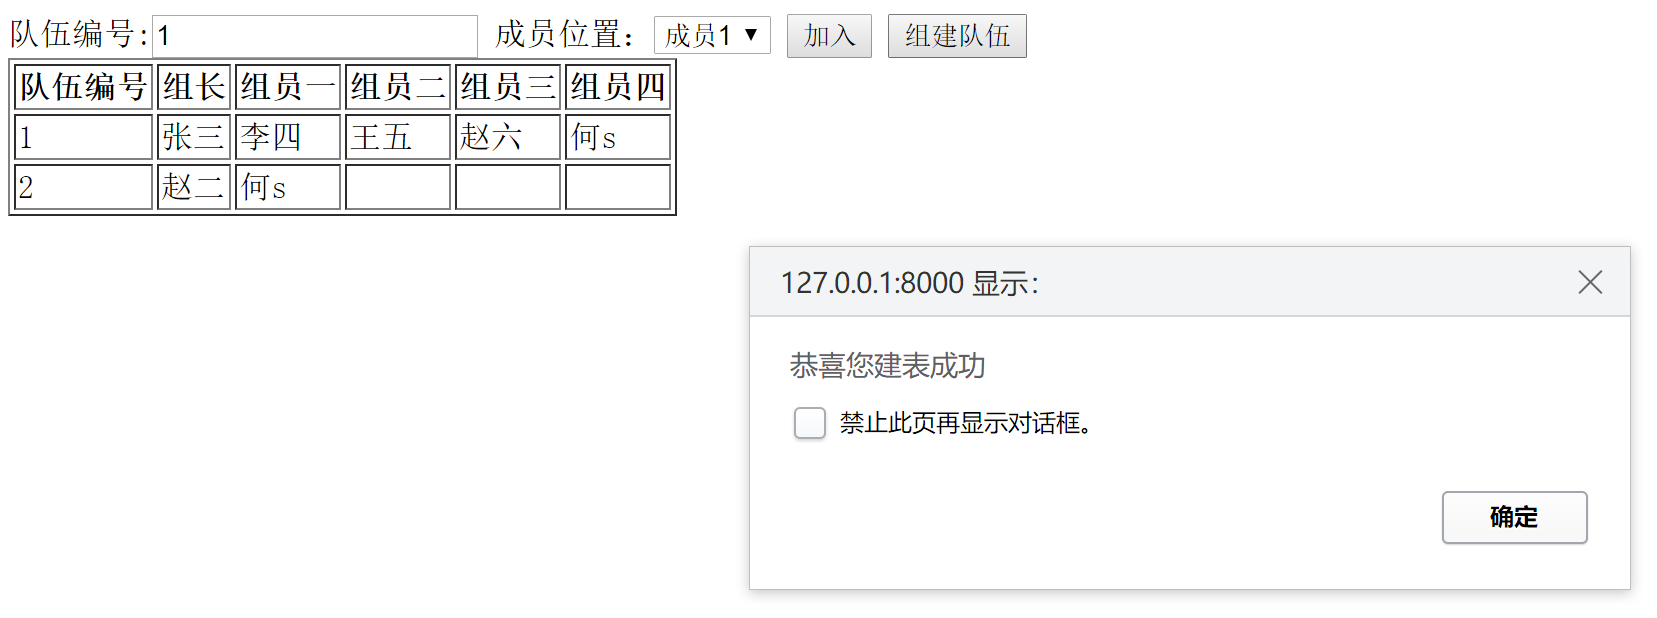 队伍编号:1 成员位置：成员1 加入 组建队伍
队伍编号 组长 组员一 组员二 组员三 组员四
1 张三 李四 王五 赵六 何s
2 赵二 何s
127.0.0.1:8000 显示：
恭喜您建表成功
禁止此页再显示对话框。
确定